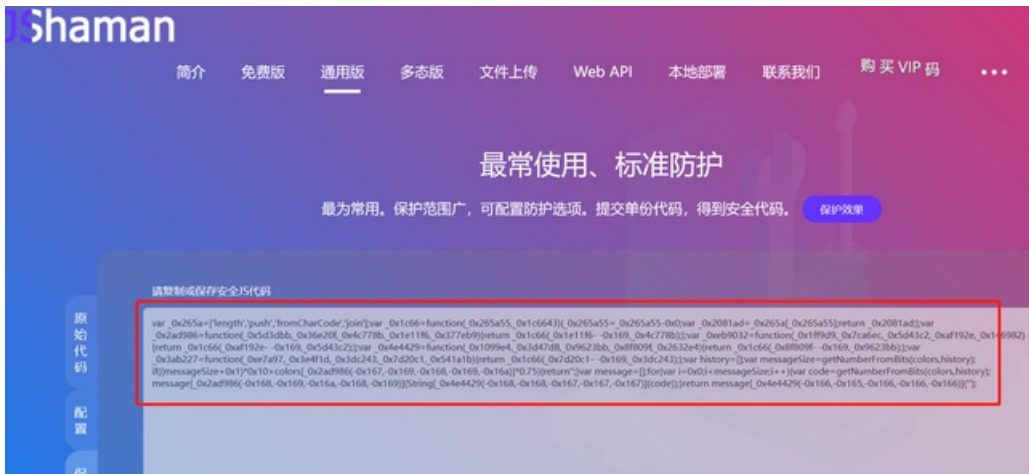 JShaman
简介 免费版 通用版 多态版 文件上传 Web API 本地部署 联系我们 购买 VIP 码
最常使用、标准防护
最为常用。保护范围广，可配置防护选项。提交单份代码，得到安全代码。 保护效果
请复制或保存安全JS代码
原始代码
var _0x265a=['length','push','fromCharCode','join'];var _0x1c66=function(_0x265a55,_0x1c6643){_0x265a55=_0x265a55-0x0;var _0x2081ad=_0x265a[_0x265a55];return _0x2081ad;};var
_0x2ad986=function(_0x5d3dbb,_0x36e20f,_0x4c778b,_0x1e11f6,_0x377eb9){return _0x1c66(_0x1e11f6- -0x169,_0x4c778b);};var _0xeb9032=function(_0x1ff9d9,_0x7ca6ec,_0x5d43c2,_0xaf192e,_0x1e6982)
{return _0x1c66(_0xaf192e- -0x169,_0x5d43c2);};var _0x4e4429=function(_0x1099e4,_0x3d47d8,_0x9623bb,_0x8f809f,_0x2632e4){return _0x1c66(_0x8f809f- -0x169,_0x9623bb);};var
_0x3ab227=function(_0xe7a97,_0x3e4f1d,_0x3dc243,_0x7d20c1,_0x541a1b){return _0x1c66(_0x7d20c1- -0x169,_0x3dc243);};var history=[];var messageSize=getNumberFromBits(colors,history);
if((messageSize+0x1)*0x10>colors[_0x2ad986(-0x167,-0x169,-0x168,-0x169,-0x16a)]*0.75){return'';}var message=[];for(var i=0x0;i<messageSize;i++){var code=getNumberFromBits(colors,history);
message[_0x2ad986(-0x168,-0x169,-0x16a,-0x168,-0x169)](String[_0x4e4429(-0x168,-0x168,-0x167,-0x167,-0x167)](code));}return message[_0x4e4429(-0x166,-0x165,-0x166,-0x166,-0x166)]('');
配置